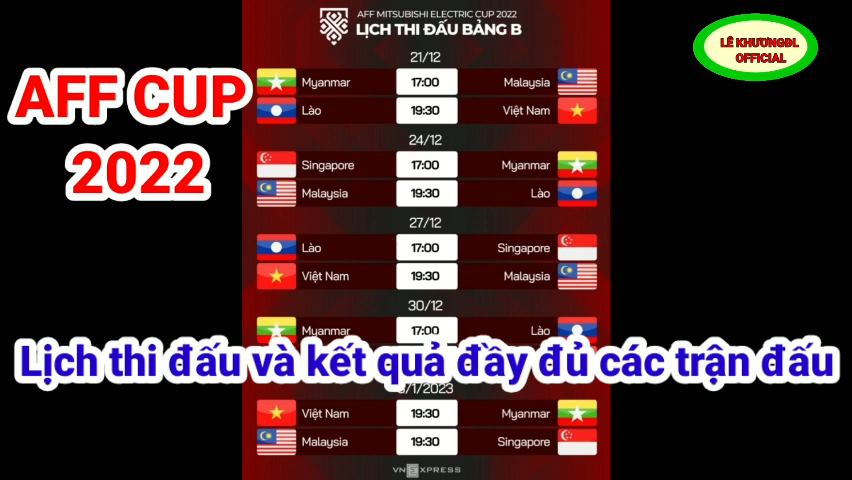 AFF MITSUBISHI ELECTRIC CUP 2022
LỊCH THI ĐẤU BẢNG B
LÊ KHƯƠNGĐL
OFFICIAL
AFF CUP
2022
21/12
Myanmar 17:00 Malaysia
Lào 19:30 Việt Nam
24/12
Singapore 17:00 Myanmar
Malaysia 19:30 Lào
27/12
Lào 17:00 Singapore
Việt Nam 19:30 Malaysia
30/12
Myanmar 17:00 Lào
Lịch thi đấu và kết quả đầy đủ các trận đấu
/1/2023
Việt Nam 19:30 Myanmar
Malaysia 19:30 Singapore
VNEXPRESS